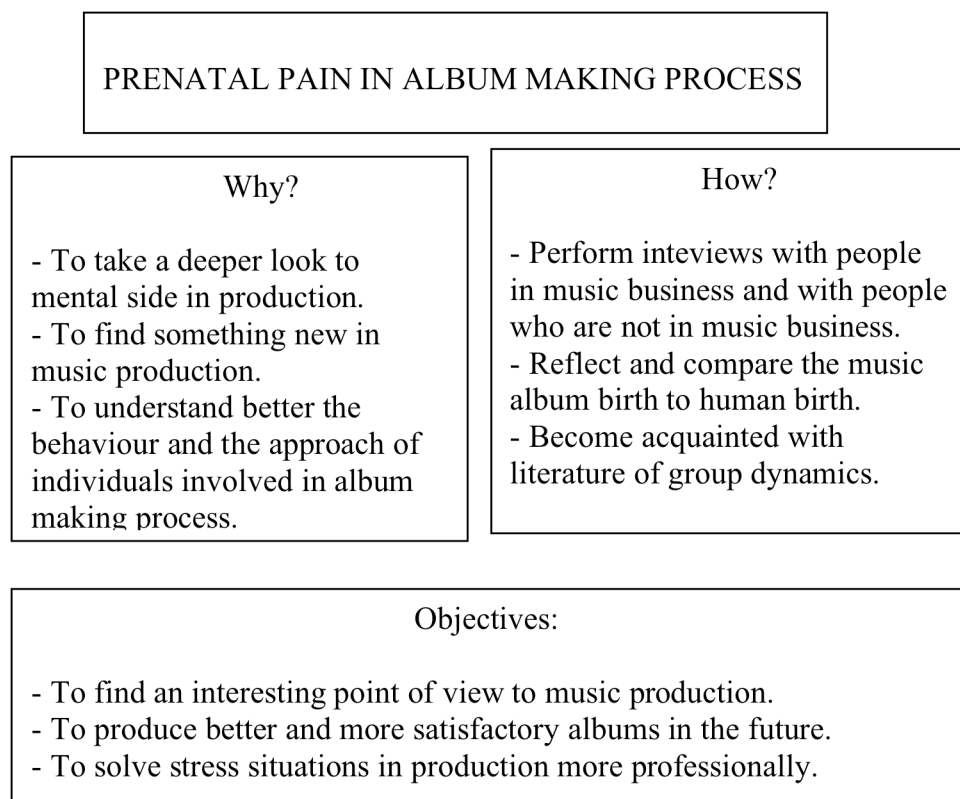 PRENATAL PAIN IN ALBUM MAKING PROCESS
Why?
- To take a deeper look to
mental side in production.
- To find something new in
music production.
- To understand better the
behaviour and the approach of
individuals involved in album
making process.
How?
- Perform inteviews with people
in music business and with people
who are not in music business.
- Reflect and compare the music
album birth to human birth.
- Become acquainted with
literature of group dynamics.
Objectives:
- To find an interesting point of view to music production.
- To produce better and more satisfactory albums in the future.
- To solve stress situations in production more professionally.